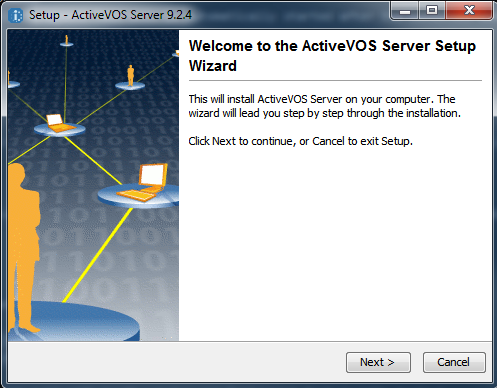 Setup - ActiveVOS Server 9.2.4
Welcome to the ActiveVOS Server Setup
Wizard
This will install ActiveVOS Server on your computer. The
wizard will lead you step by step through the installation.
Click Next to continue, or Cancel to exit Setup.
Next >
Cancel